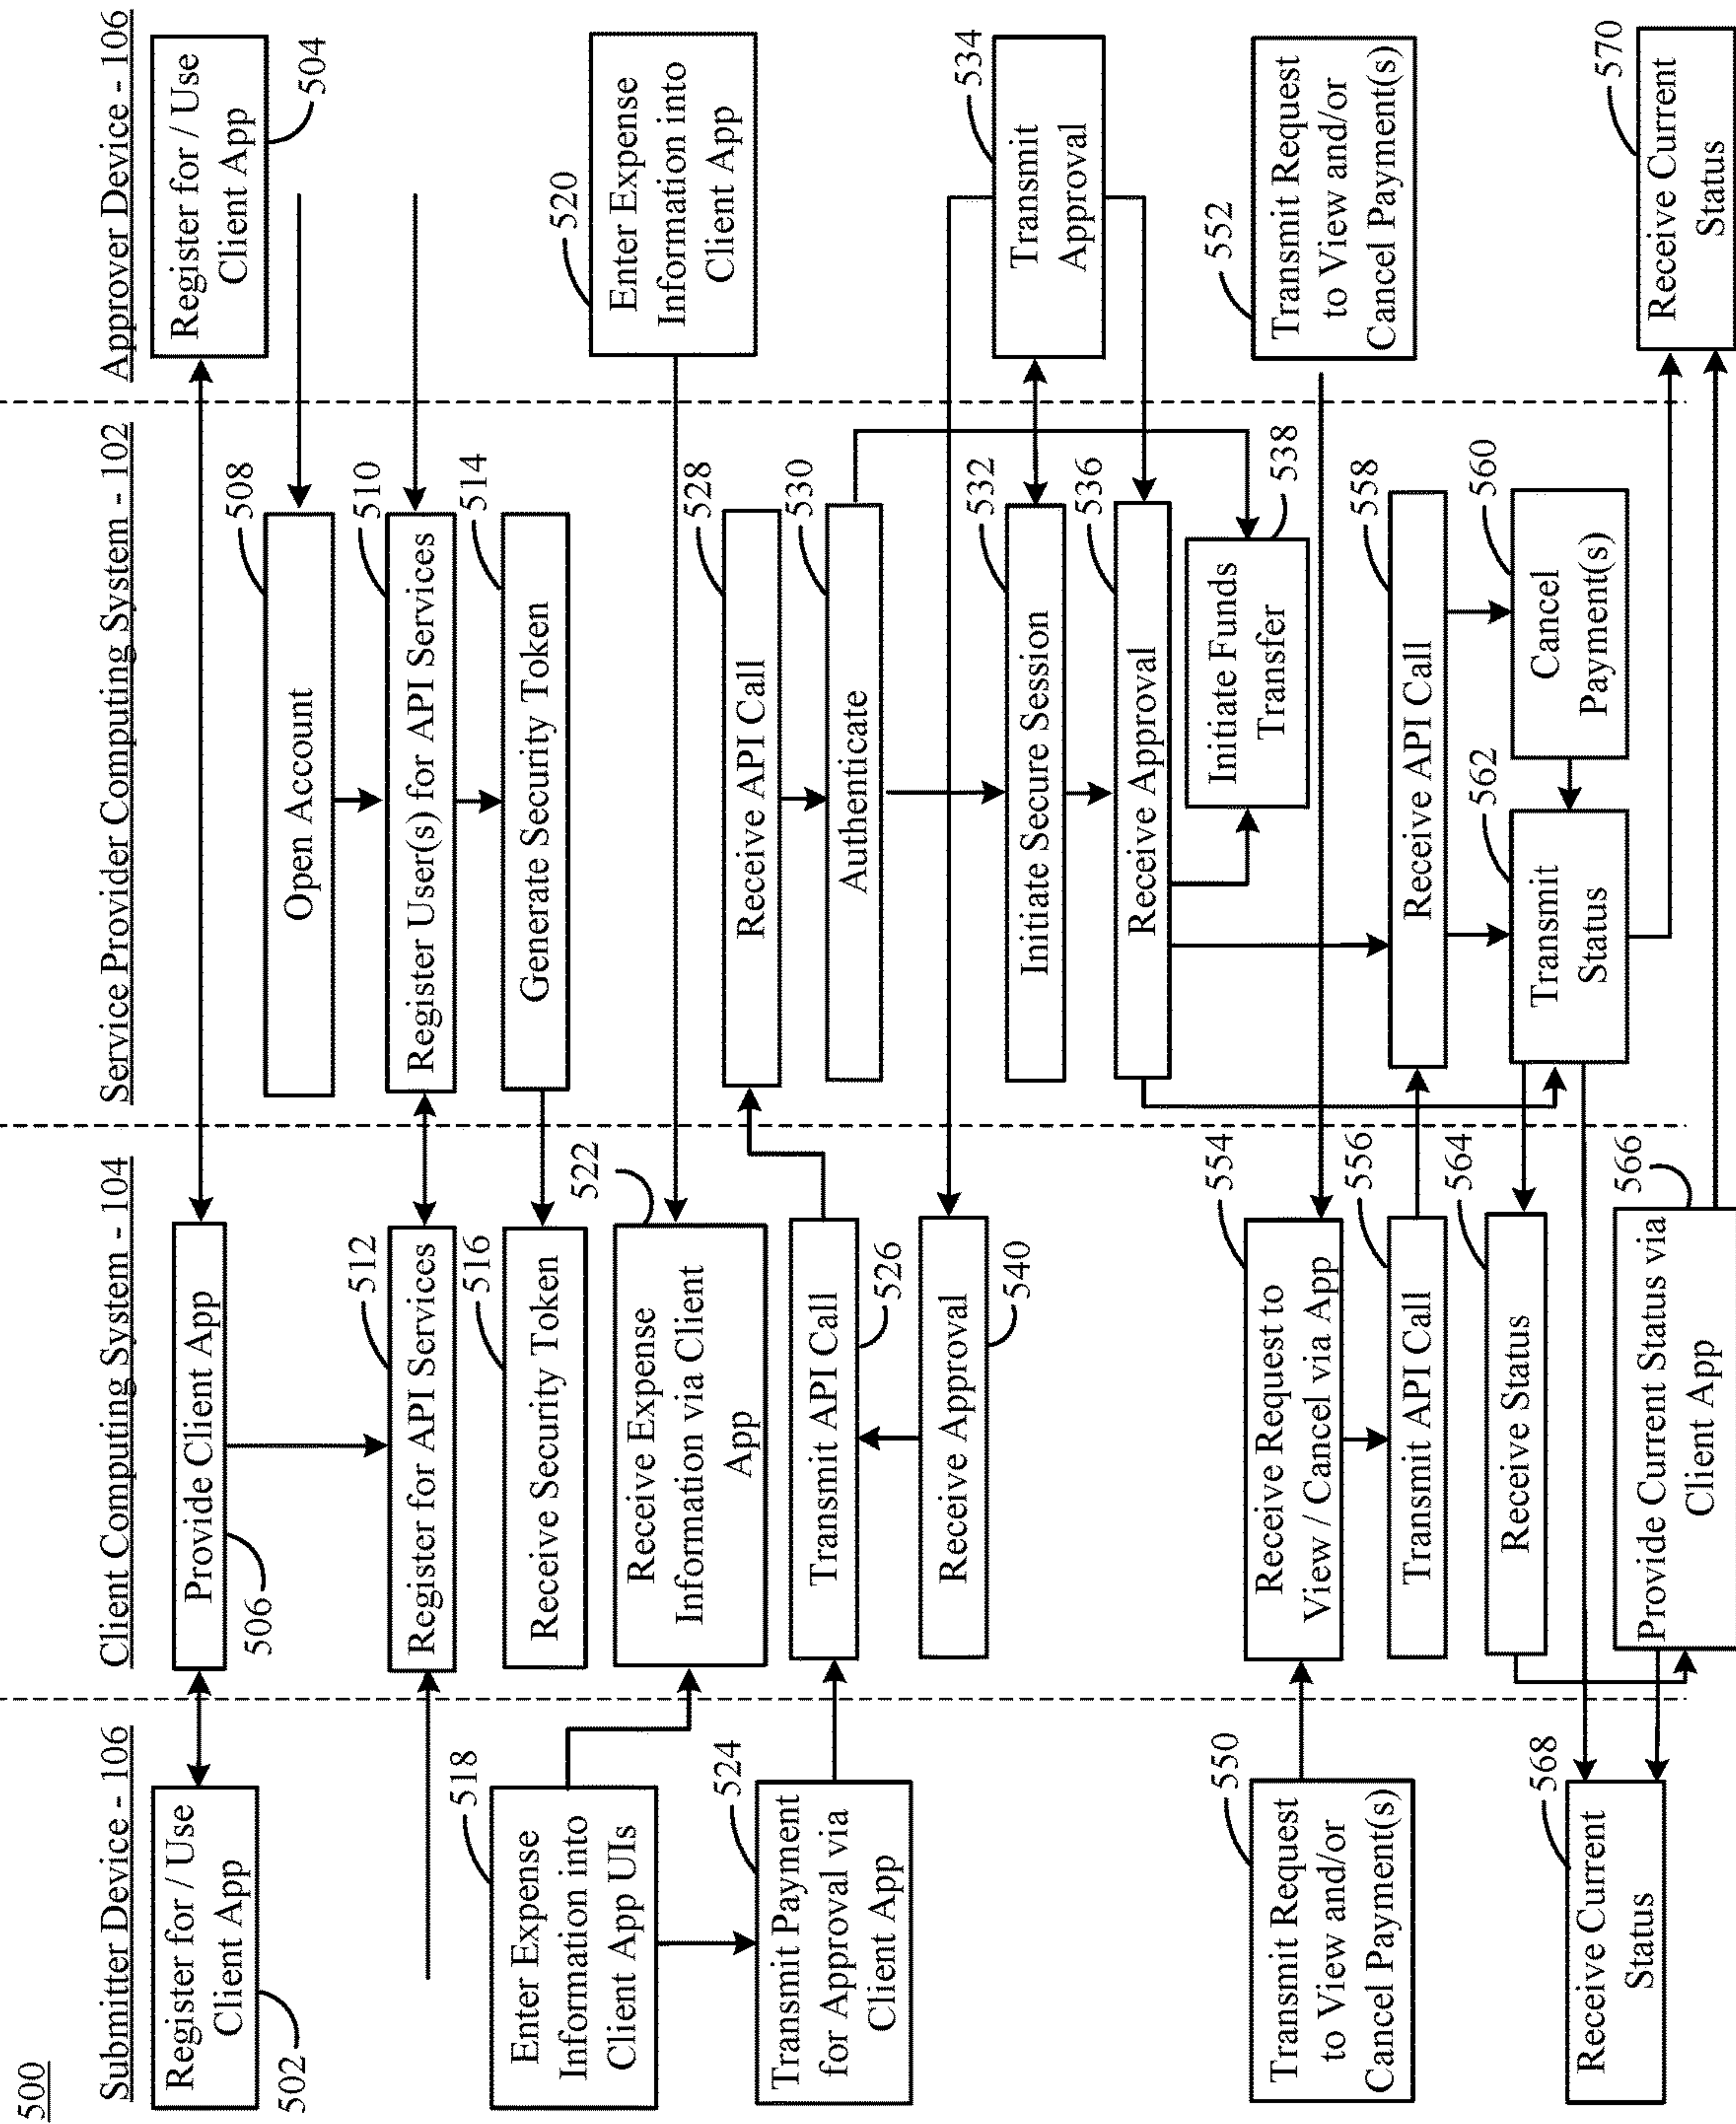 500
Submitter Device - 106
Client Computing System - 104
Service Provider Computing System - 102
Approver Device - 106
Register for / Use
Client App
502
Provide Client App
506
Register for / Use
Client App
504
Open Account
508
Register for API Services
512
Register User(s) for API Services
510
Receive Security Token
516
Generate Security Token
514
Enter Expense
Information into
Client App UIs
518
Receive Expense
Information via Client
App
522
Enter Expense
Information into
Client App
520
Transmit Payment
for Approval via
Client App
524
Transmit API Call
526
Receive API Call
528
Authenticate
530
Receive Approval
540
Initiate Secure Session
532
Transmit
Approval
534
Receive Approval
536
Initiate Funds
Transfer
538
Transmit Request
to View and/or
Cancel Payment(s)
550
Receive Request to
View / Cancel via App
554
Transmit Request
to View and/or
Cancel Payment(s)
552
Transmit API Call
556
Receive API Call
558
Receive Status
564
Transmit
Status
562
Cancel
Payment(s)
560
Receive Current
Status
568
Provide Current Status via
Client App
566
Receive Current
Status
570